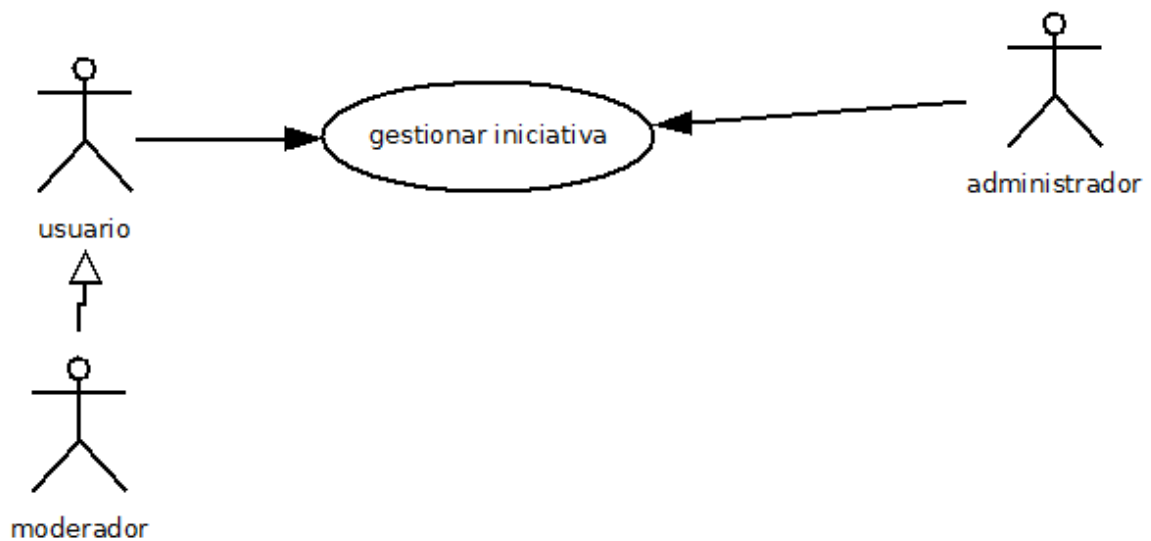 gestionar iniciativa
administrador
usuario
moderador